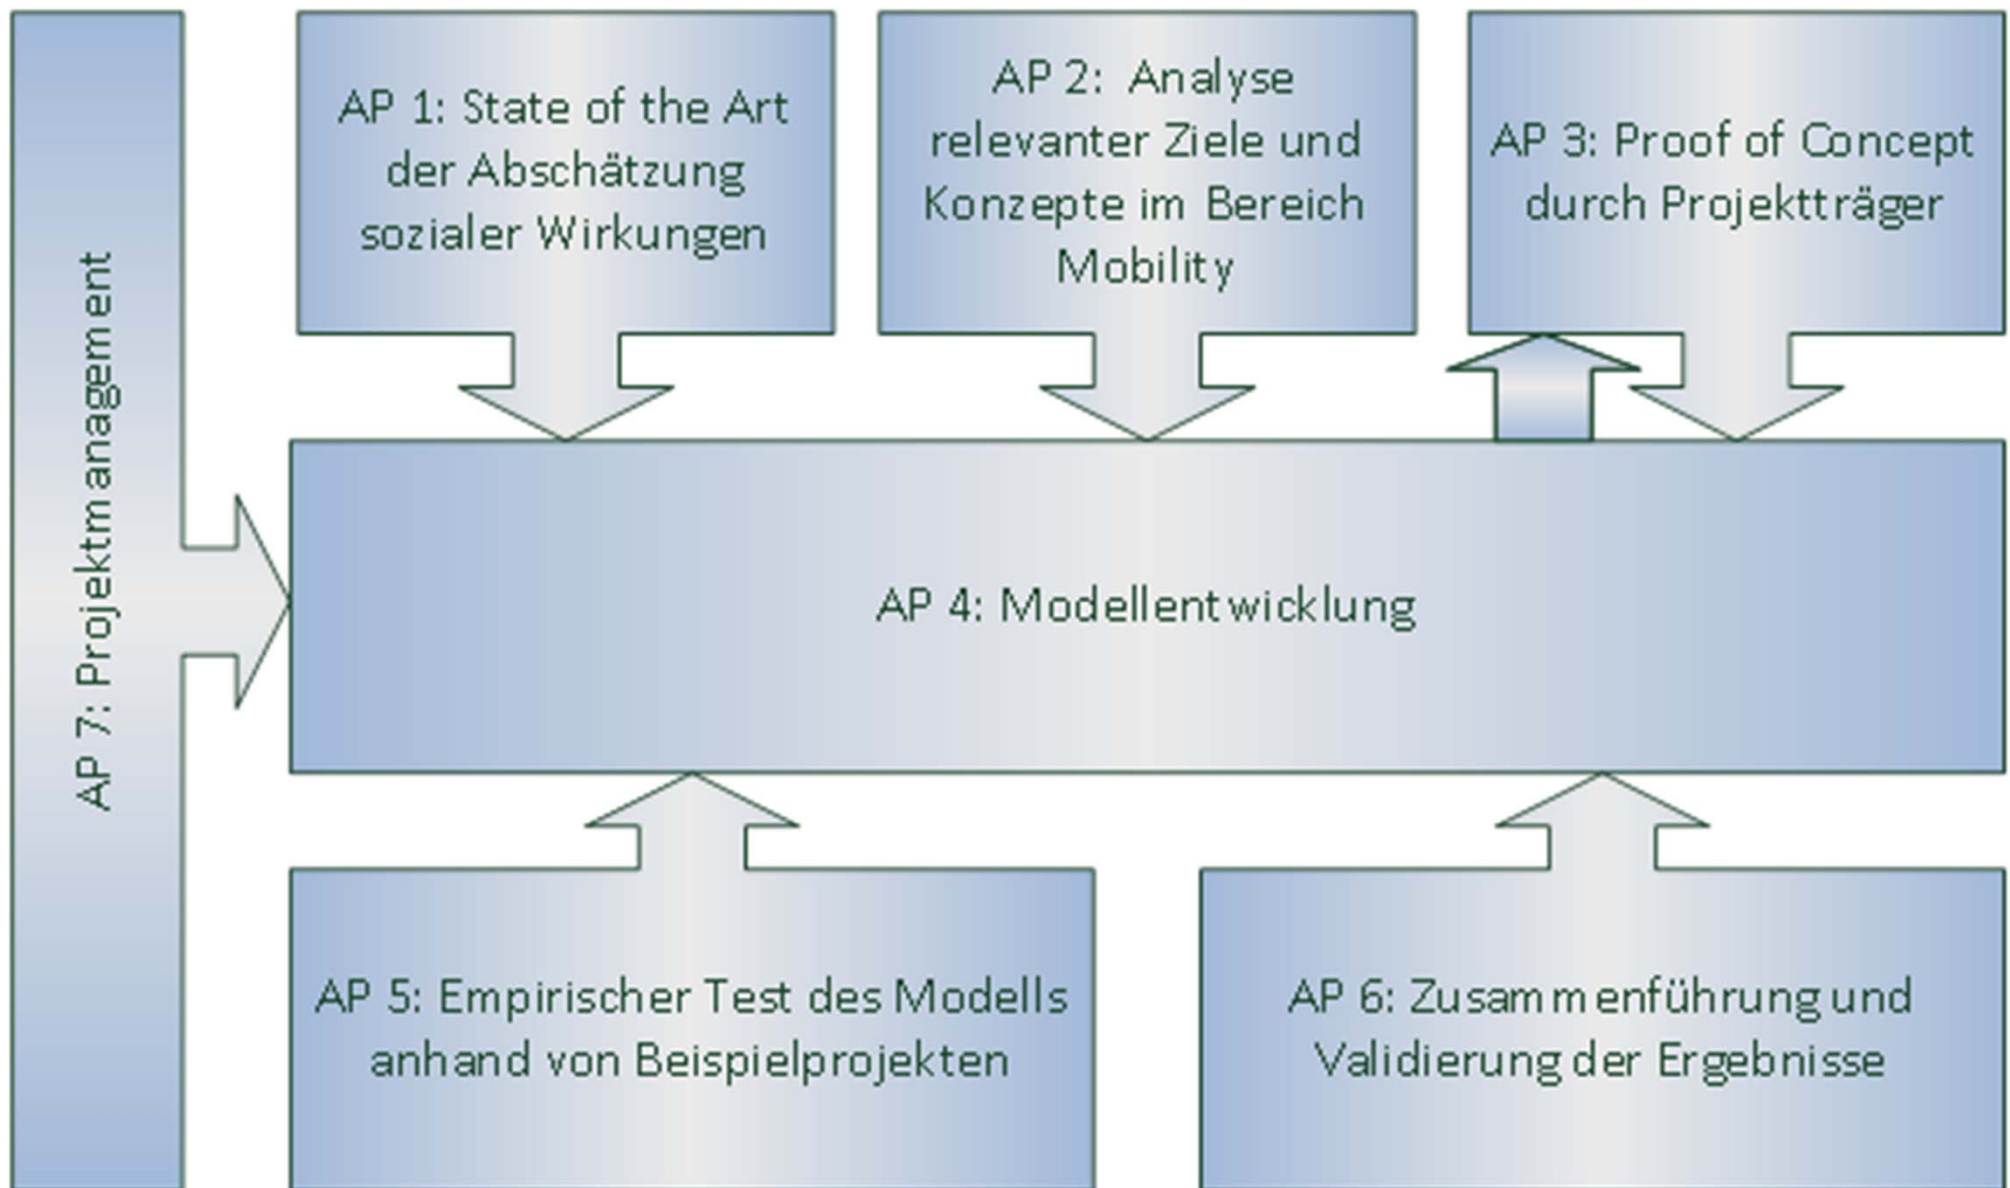 AP 7: Projektmanagement
AP 1: State of the Art
der Abschätzung
sozialer Wirkungen
AP 2: Analyse
relevanter Ziele und
Konzepte im Bereich
Mobility
AP 3: Proof of Concept
durch Projektträger
AP 4: Modellentwicklung
AP 5: Empirischer Test des Modells
anhand von Beispielprojekten
AP 6: Zusammenführung und
Validierung der Ergebnisse